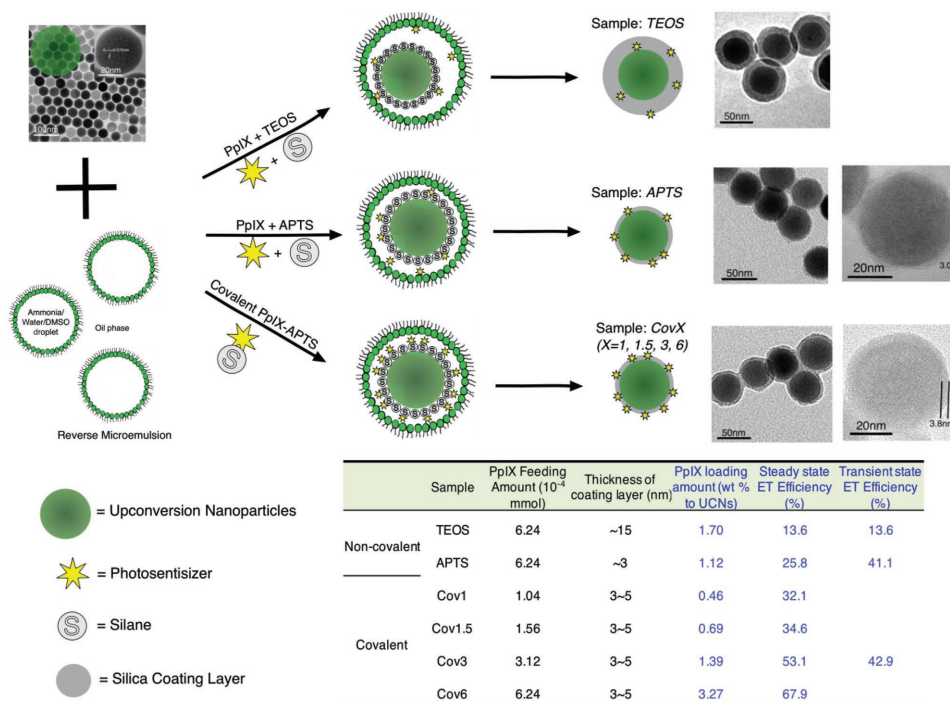 100nm
20nm
Ammonia/
Water/DMSO
droplet
Oil phase
Reverse Microemulsion
PpIX + TEOS
+
S
PpIX + APTS
+
S
Covalent PpIX-APTS
S
Sample: TEOS
50nm
Sample: APTS
50nm
20nm
3.0
Sample: CovX
(X=1, 1.5, 3, 6)
50nm
20nm
3.8nm
= Upconversion Nanoparticles
= Photosentisizer
S = Silane
= Silica Coating Layer
Sample PpIX Feeding Amount (10-4 mmol) Thickness of coating layer (nm) PpIX loading amount (wt % to UCNs) Steady state ET Efficiency (%) Transient state ET Efficiency (%)
Non-covalent TEOS 6.24 ~15 1.70 13.6 13.6
APTS 6.24 ~3 1.12 25.8 41.1
Covalent Cov1 1.04 3~5 0.46 32.1
Cov1.5 1.56 3~5 0.69 34.6
Cov3 3.12 3~5 1.39 53.1 42.9
Cov6 6.24 3~5 3.27 67.9